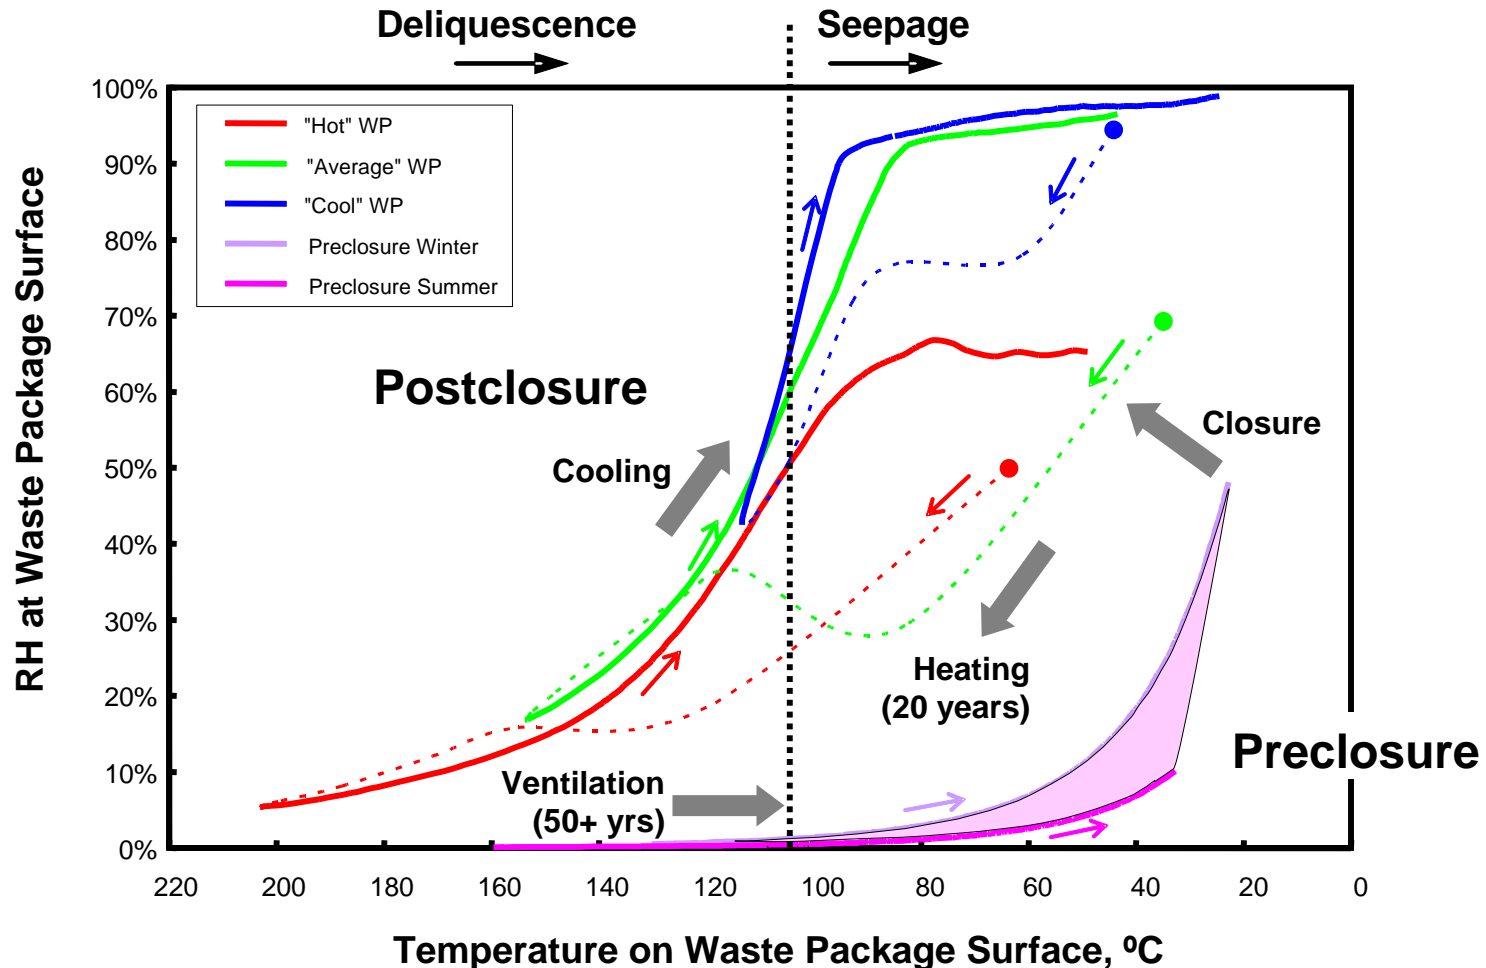 Deliquescence
Seepage
100%
90%
80%
70%
60%
50%
40%
30%
20%
10%
0%
RH at Waste Package Surface
"Hot" WP
"Average" WP
"Cool" WP
Preclosure Winter
Preclosure Summer
Postclosure
Cooling
Closure
Heating
(20 years)
Ventilation
(50+ yrs)
Preclosure
220 200 180 160 140 120 100 80 60 40 20 0
Temperature on Waste Package Surface, ºC